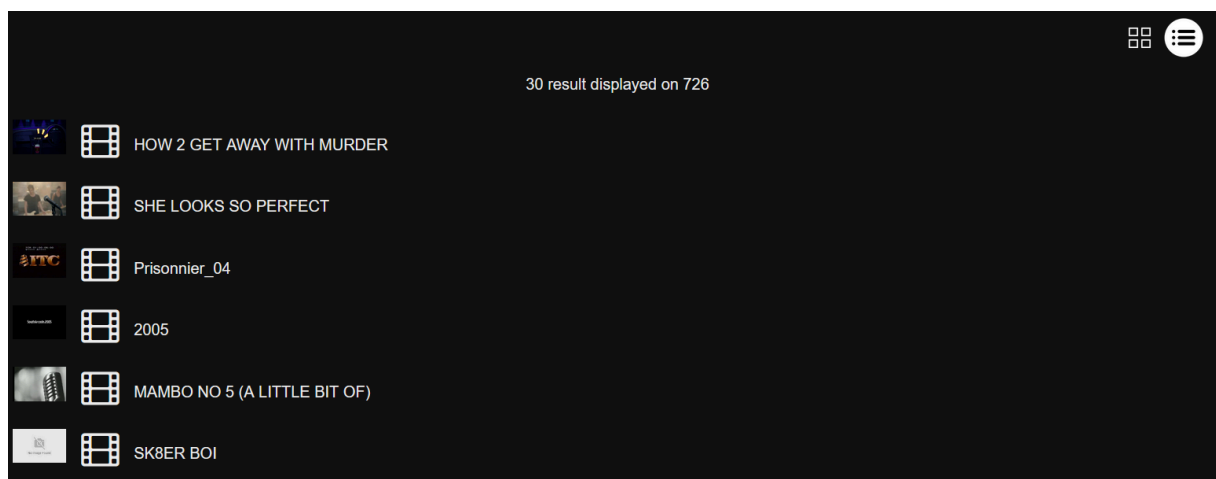 30 result displayed on 726
HOW 2 GET AWAY WITH MURDER
SHE LOOKS SO PERFECT
ITC
Prisonnier_04
2005
MAMBO NO 5 (A LITTLE BIT OF)
SK8ER BOI